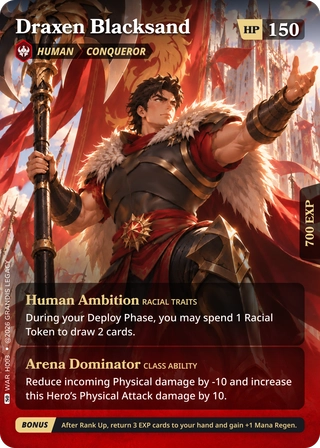 Draxen Blacksand
HP 150
HUMAN CONQUEROR
700 EXP
Human Ambition RACIAL TRAITS
During your Deploy Phase, you may spend 1 Racial
Token to draw 2 cards.
Arena Dominator CLASS ABILITY
Reduce incoming Physical damage by -10 and increase
this Hero's Physical Attack damage by 10.
BONUS After Rank Up, return 3 EXP cards to your hand and gain +1 Mana Regen.
©2026 GRANDIS LEGACY